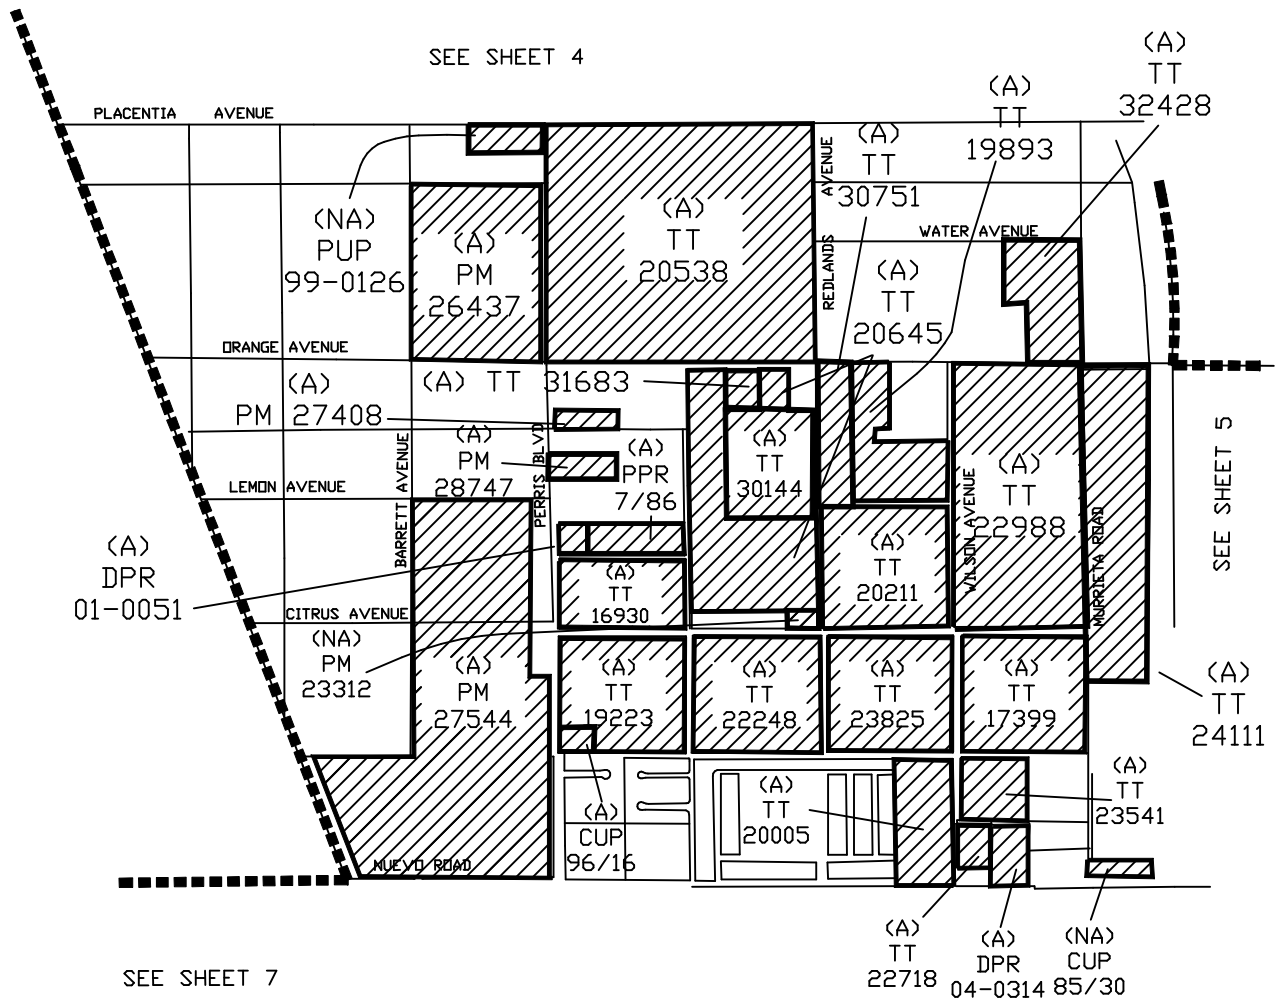 SEE SHEET 4
(A)
TT
32428
(A)
TT
19893
PLACENTIA AVENUE
(A)
TT
30751
REDLANDS AVENUE
(NA)
PUP
99-0126
(A)
PM
26437
(A)
TT
20538
WATER AVENUE
(A)
TT
20645
ORANGE AVENUE
(A)
PM 27408
(A) TT 31683
(A)
PM
28747
PERRIS BLVD
(A)
PPR
7/86
(A)
TT
30144
BARRETT AVENUE
LEMON AVENUE
WILSON AVENUE
(A)
TT
22988
MURRIETA ROAD
SEE SHEET 5
(A)
DPR
01-0051
(A)
TT
16930
(A)
TT
20211
CITRUS AVENUE
(NA)
PM
23312
(A)
PM
27544
(A)
TT
19223
(A)
TT
22248
(A)
TT
23825
(A)
TT
17399
(A)
TT
24111
(A)
CUP
96/16
(A)
TT
20005
(A)
TT
23541
NUEVO ROAD
(A)
TT
22718
(A)
DPR
04-0314
(NA)
CUP
85/30
SEE SHEET 7